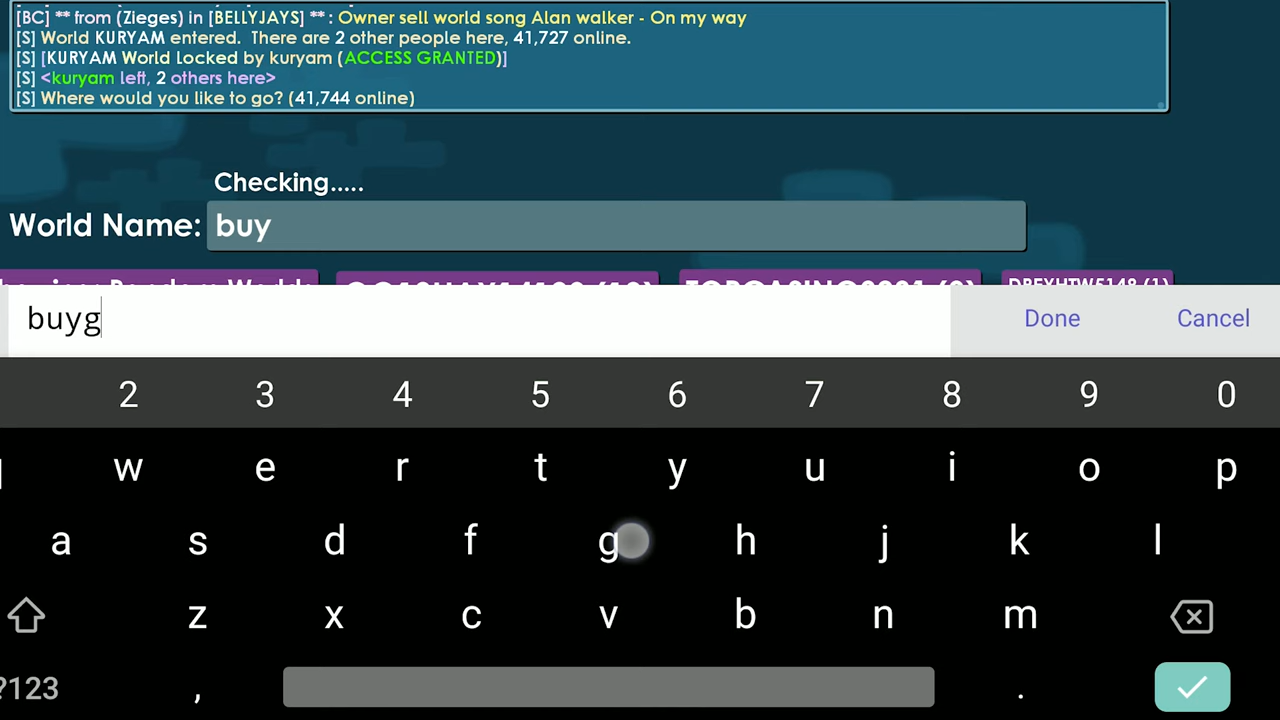 [BC] ** from (Zieges) in [BELLYJAYS] ** : Owner sell world song Alan walker - On my way
[S] World KURYAM entered. There are 2 other people here, 41,727 online.
[S] [KURYAM World Locked by kuryam (ACCESS GRANTED)]
[S] <kuryam left, 2 others here>
[S] Where would you like to go? (41,744 online)
Checking.....
World Name: buy
buyg
Done Cancel
2 3 4 5 6 7 8 9 0
w e r t y u i o p
a s d f g h j k l
z x c v b n m
?123 , .